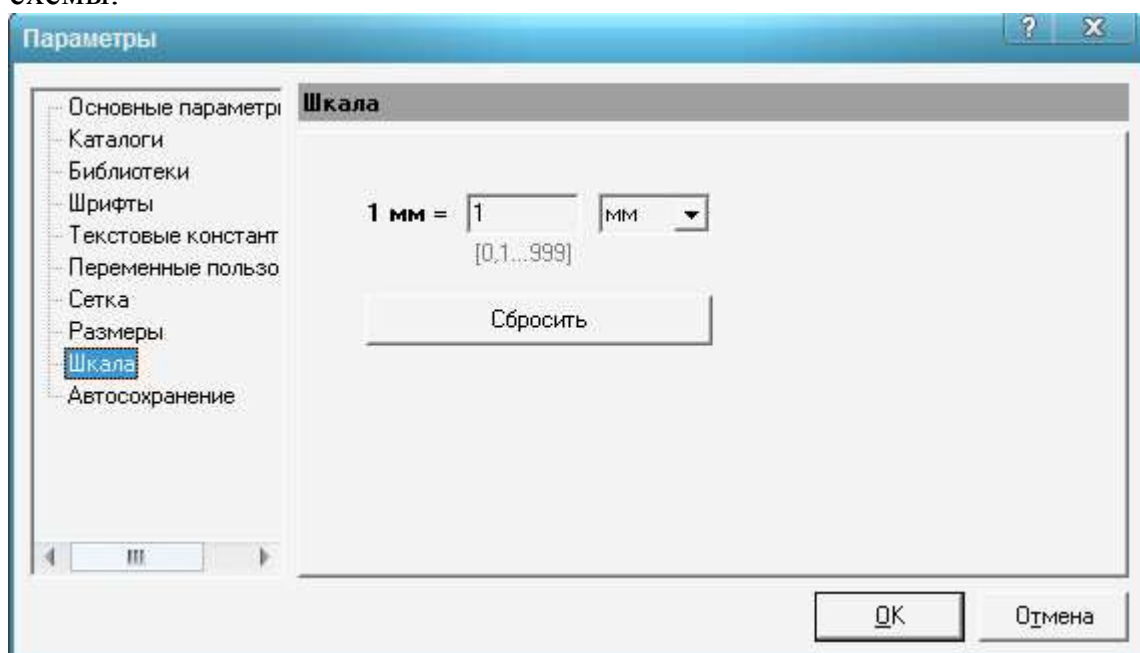 схемы.
Параметры
Основные параметры
Каталоги
Библиотеки
Шрифты
Текстовые констант
Переменные пользо
Сетка
Размеры
Шкала
Автосохранение
Шкала
1 мм = 1 мм
[0,1...999]
Сбросить
OK Отмена